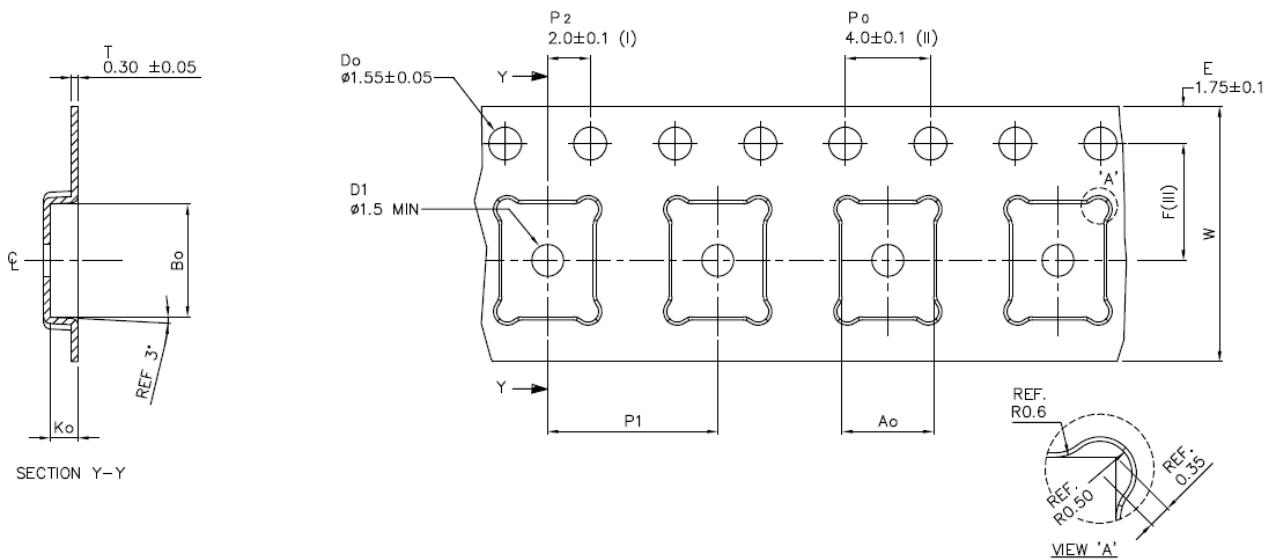 T
0.30 ±0.05
Bo
REF 3°
Ko
SECTION Y-Y
P2
2.0±0.1 (I)
Po
4.0±0.1 (II)
Do
ø1.55±0.05
Y
E
1.75±0.1
D1
ø1.5 MIN
'A'
F(III)
W
Y
P1
Ao
REF.
R0.6
REF.
R0.50
REF.
0.35
VIEW 'A'